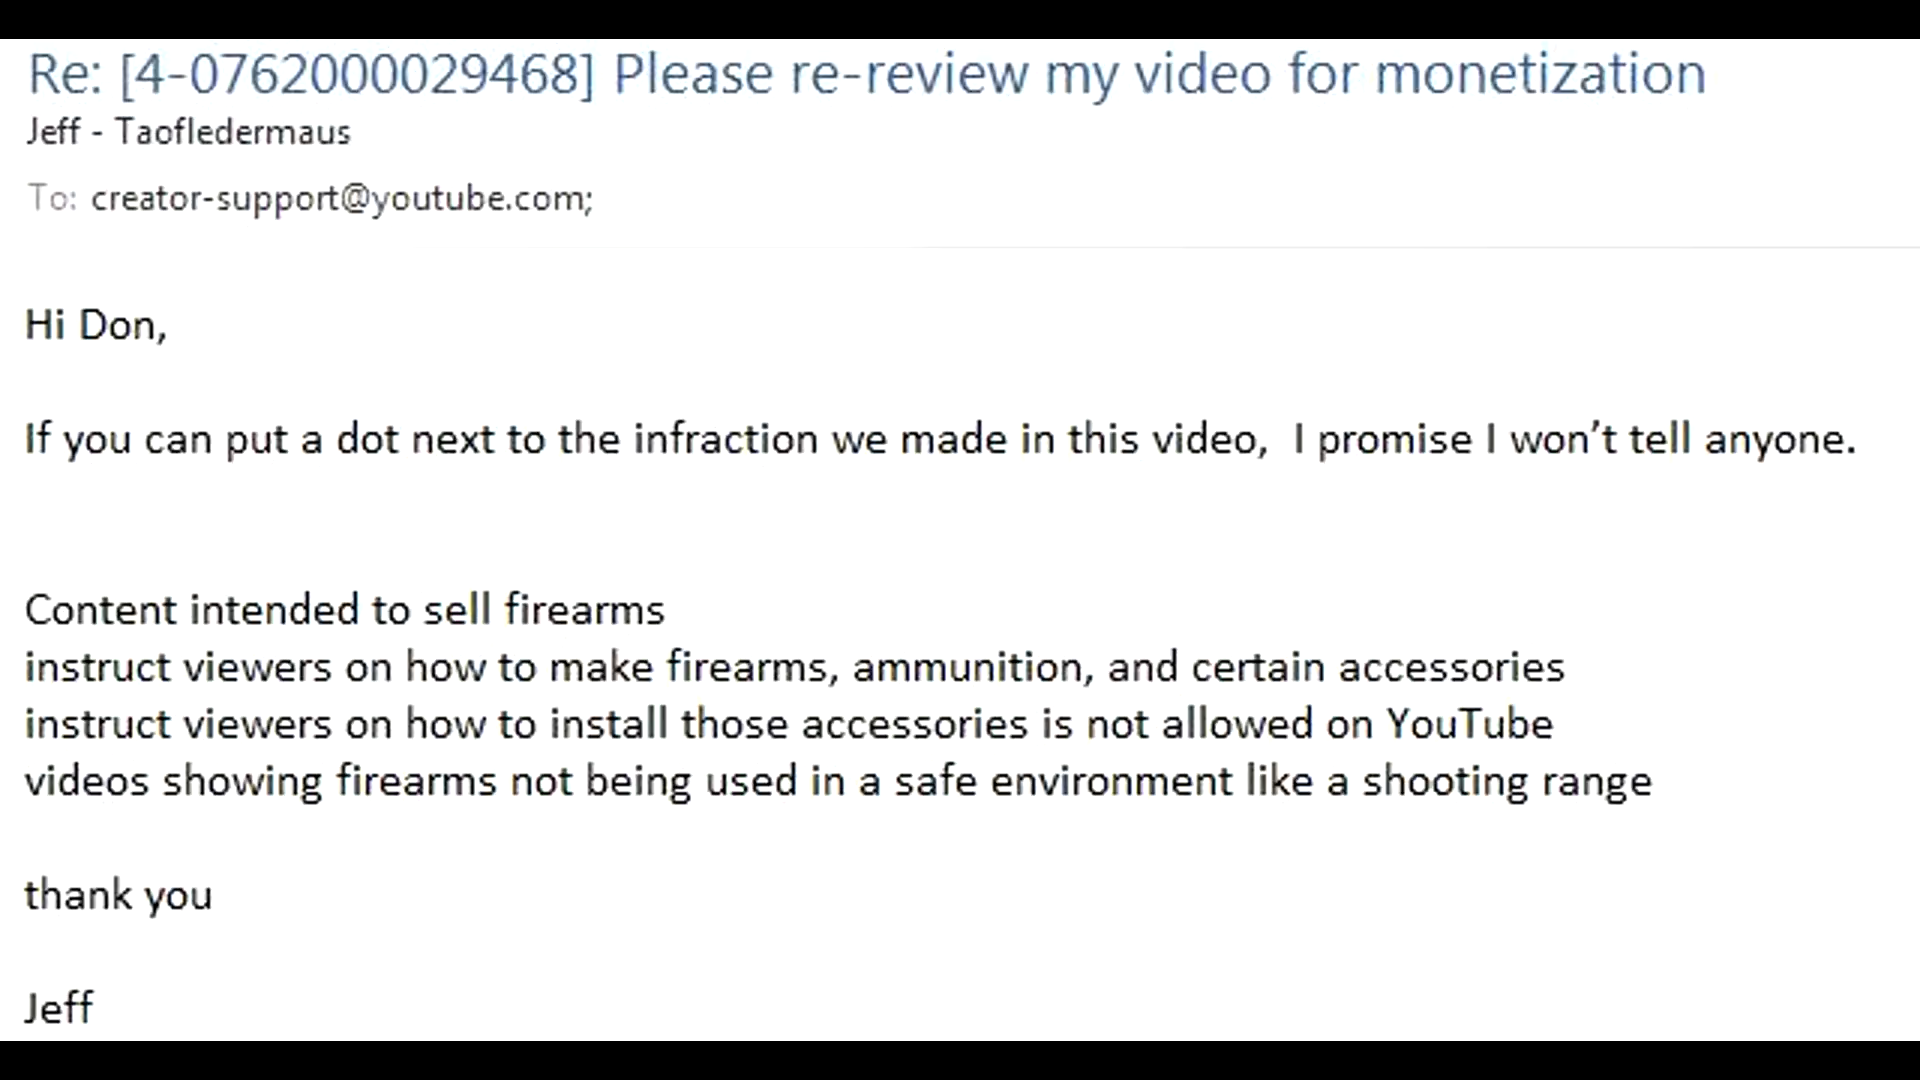 Re: [4-0762000029468] Please re-review my video for monetization
Jeff - Taofledermaus
To: creator-support@youtube.com;
Hi Don,
If you can put a dot next to the infraction we made in this video,  I promise I won’t tell anyone.
Content intended to sell firearms
instruct viewers on how to make firearms, ammunition, and certain accessories
instruct viewers on how to install those accessories is not allowed on YouTube
videos showing firearms not being used in a safe environment like a shooting range
thank you
Jeff